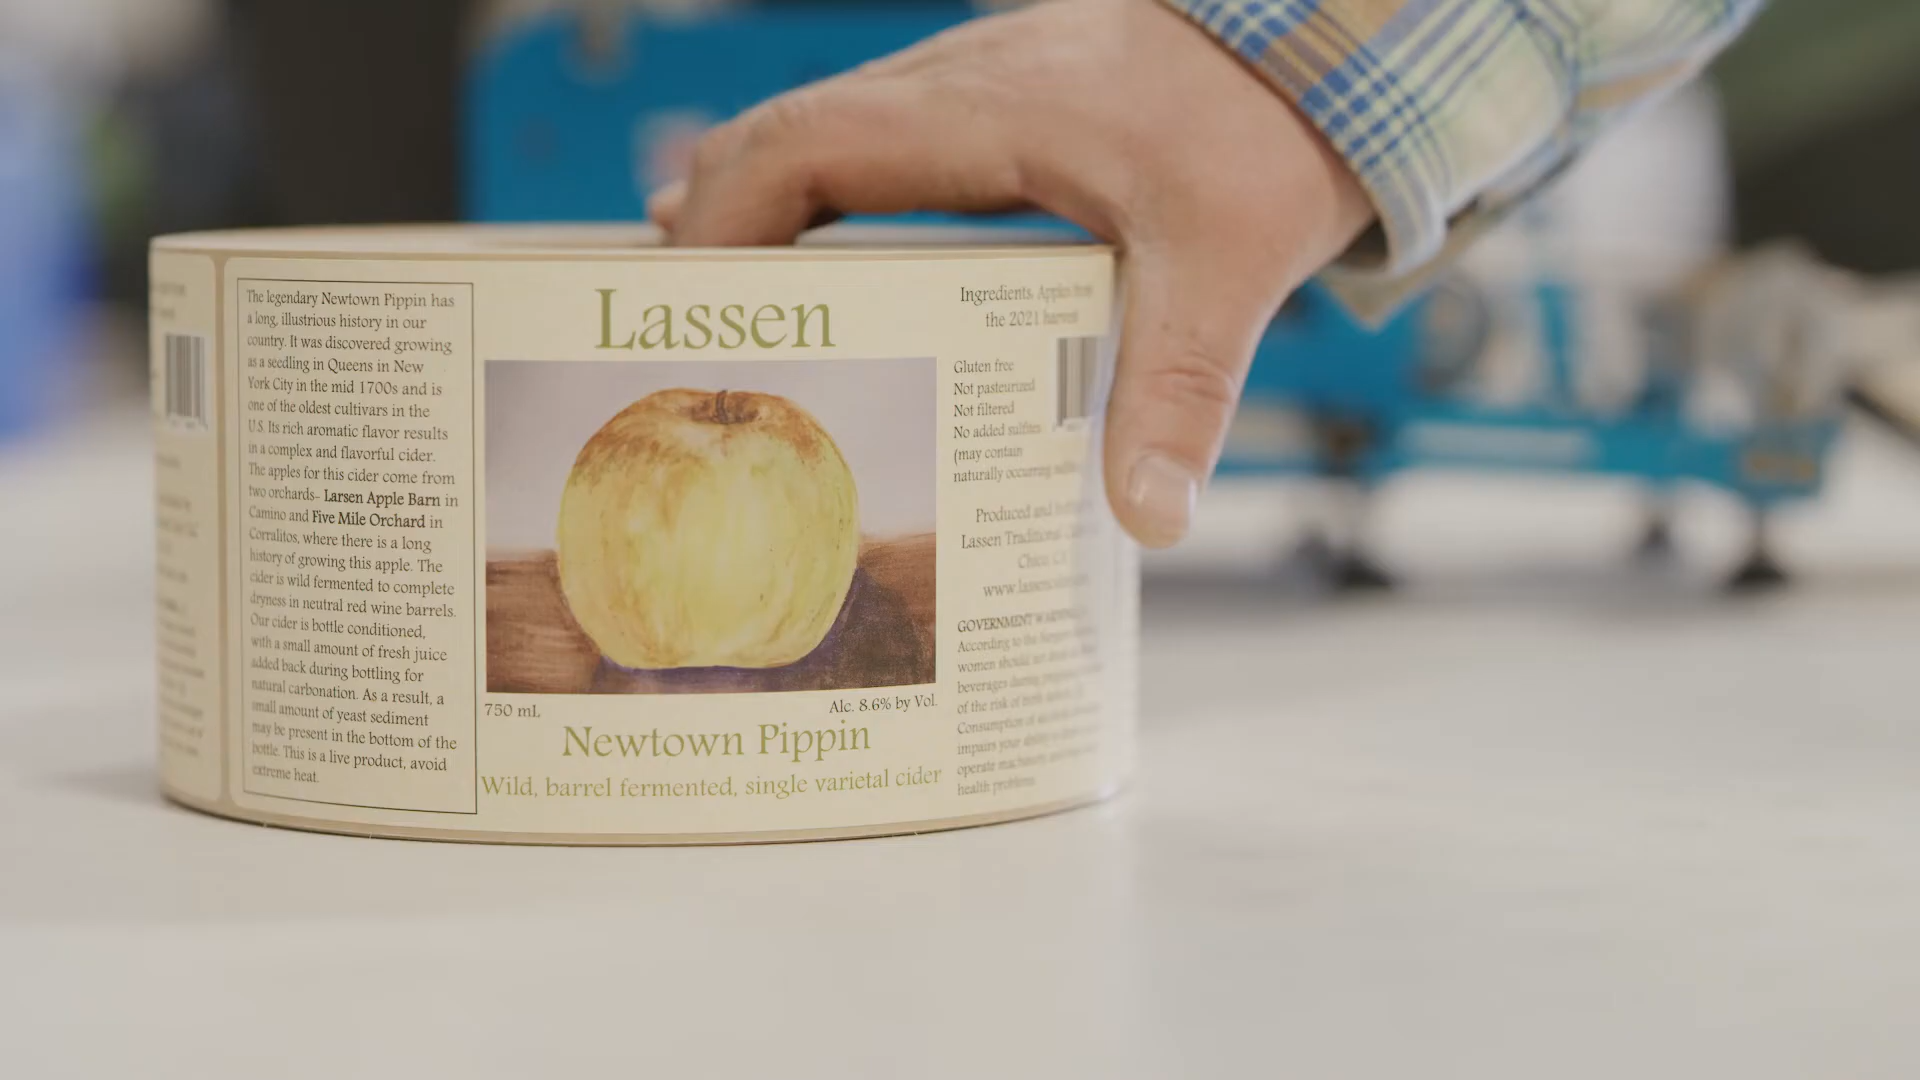 The legendary Newtown Pippin has
a long, illustrious history in our
country. It was discovered growing
as a seedling in Queens in New
York City in the mid 1700s and is
one of the oldest cultivars in the
U.S. Its rich aromatic flavor results
in a complex and flavorful cider.
The apples for this cider come from
two orchards- Larsen Apple Barn in
Camino and Five Mile Orchard in
Corralitos, where there is a long
history of growing this apple. The
cider is wild fermented to complete
dryness in neutral red wine barrels.
Our cider is bottle conditioned,
with a small amount of fresh juice
added back during bottling for
natural carbonation. As a result, a
small amount of yeast sediment
may be present in the bottom of the
bottle. This is a live product, avoid
extreme heat.
Lassen
750 mL
Alc. 8.6% by Vol.
Newtown Pippin
Wild, barrel fermented, single varietal cider
Ingredients: Apples from
the 2021 harvest
Gluten free
Not pasteurized
Not filtered
No added sulfites
(may contain
naturally occurring
Produced and
Lassen Traditional
Chico, CA
GOVERNMENT WARNING:
According to the Surgeon
women should not drink
beverages during
of the risk of birth defects.
Consumption of alcoholic
impairs your ability to
operate machinery,
health problems.